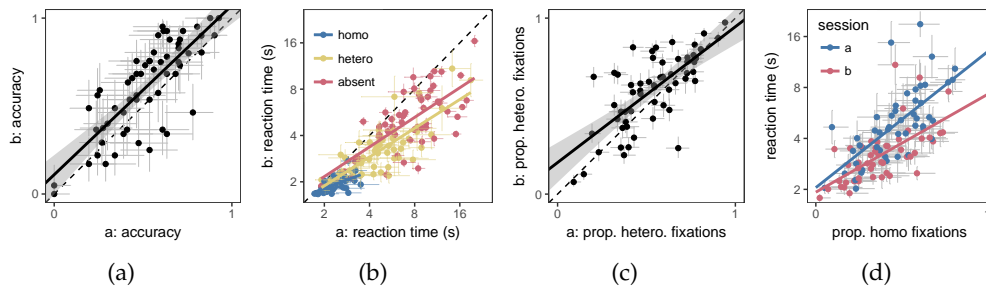 1
b: accuracy
0
0
1
a: accuracy
(a)
homo
hetero
absent
16
b: reaction time (s)
4
2
2
4
8
16
a: reaction time (s)
(b)
1
b: prop. hetero. fixations
0
0
1
a: prop. hetero. fixations
(c)
session
a
b
16
8
reaction time (s)
4
2
0
prop. homo fixations
(d)